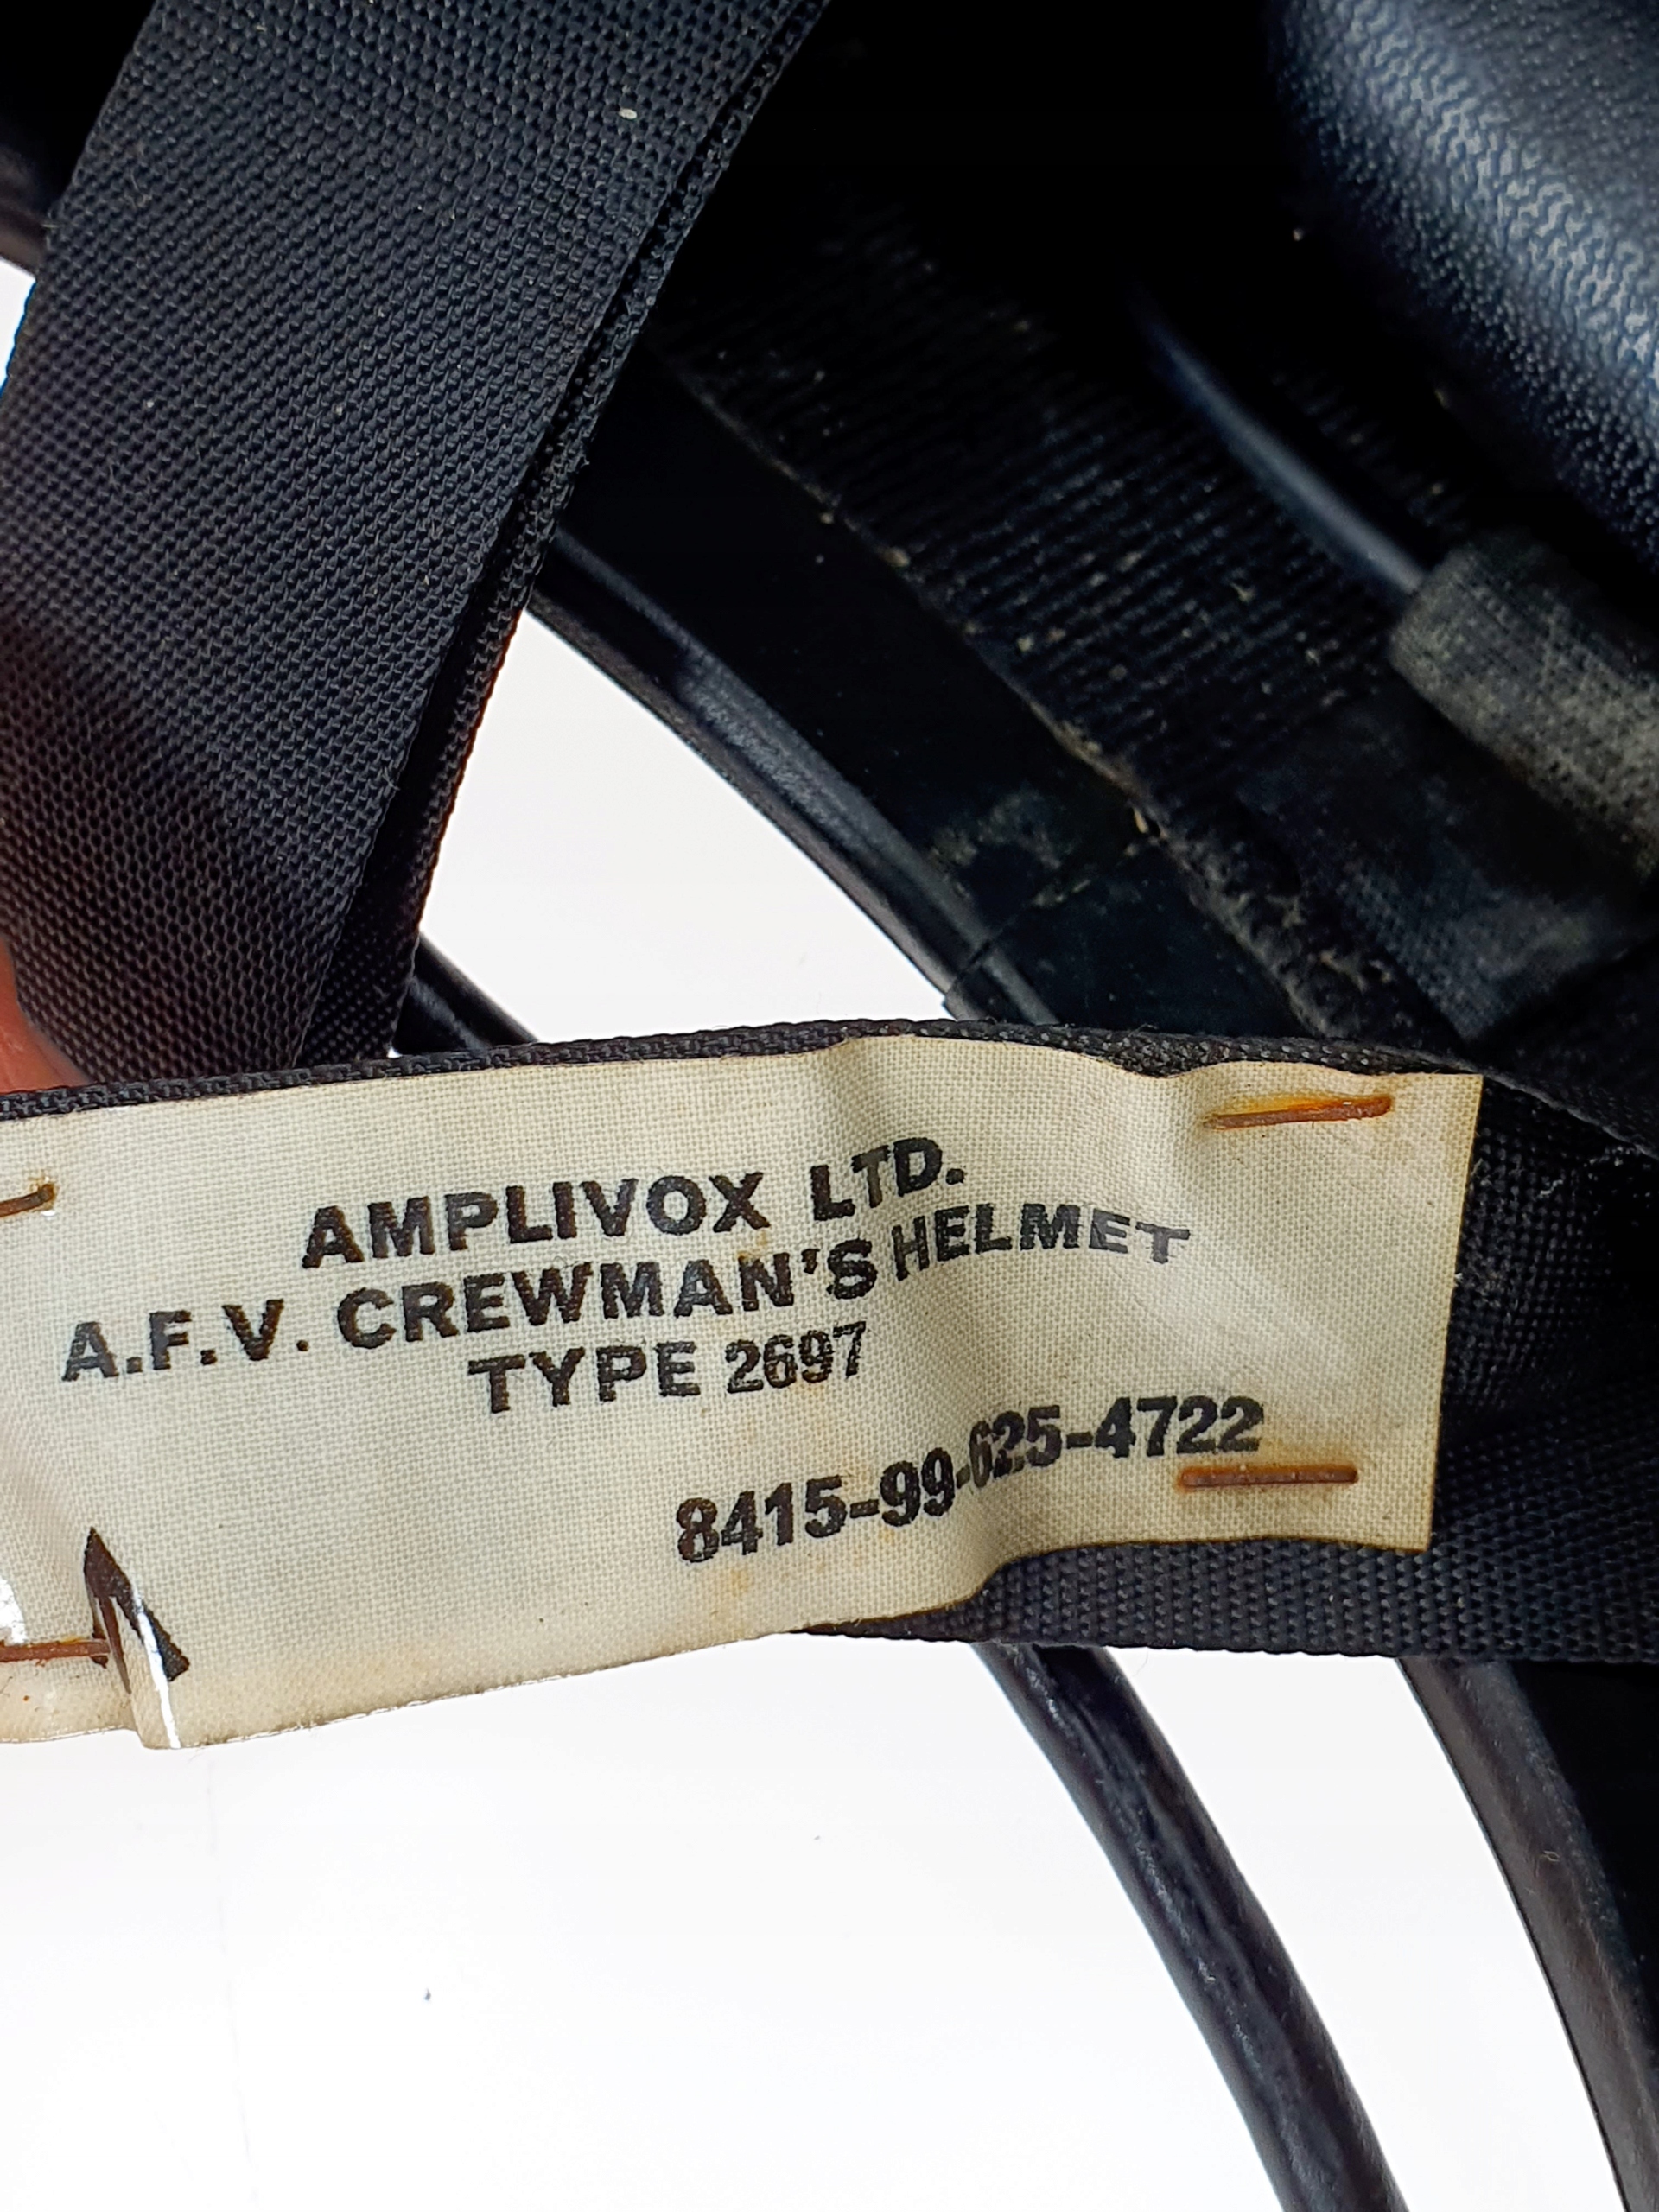 AMPLIVOX LTD.
A.F.V. CREWMAN'S HELMET
TYPE 2697
8415-99-625-4722